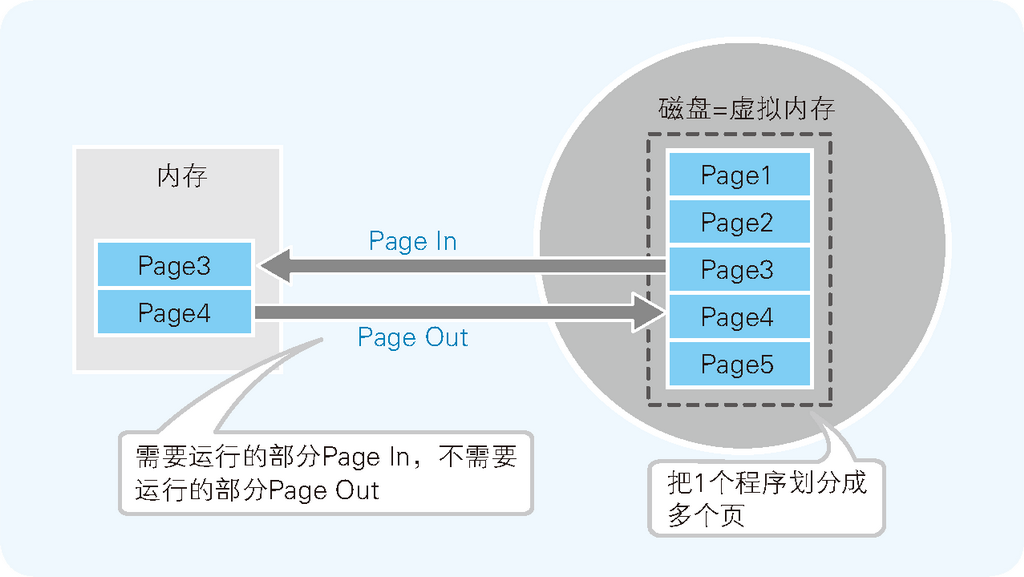 磁盘=虚拟内存
内存
Page1
Page2
Page3
Page4
Page5
Page In
Page3
Page4
Page Out
需要运行的部分Page In，不需要
运行的部分Page Out
把1个程序划分成
多个页